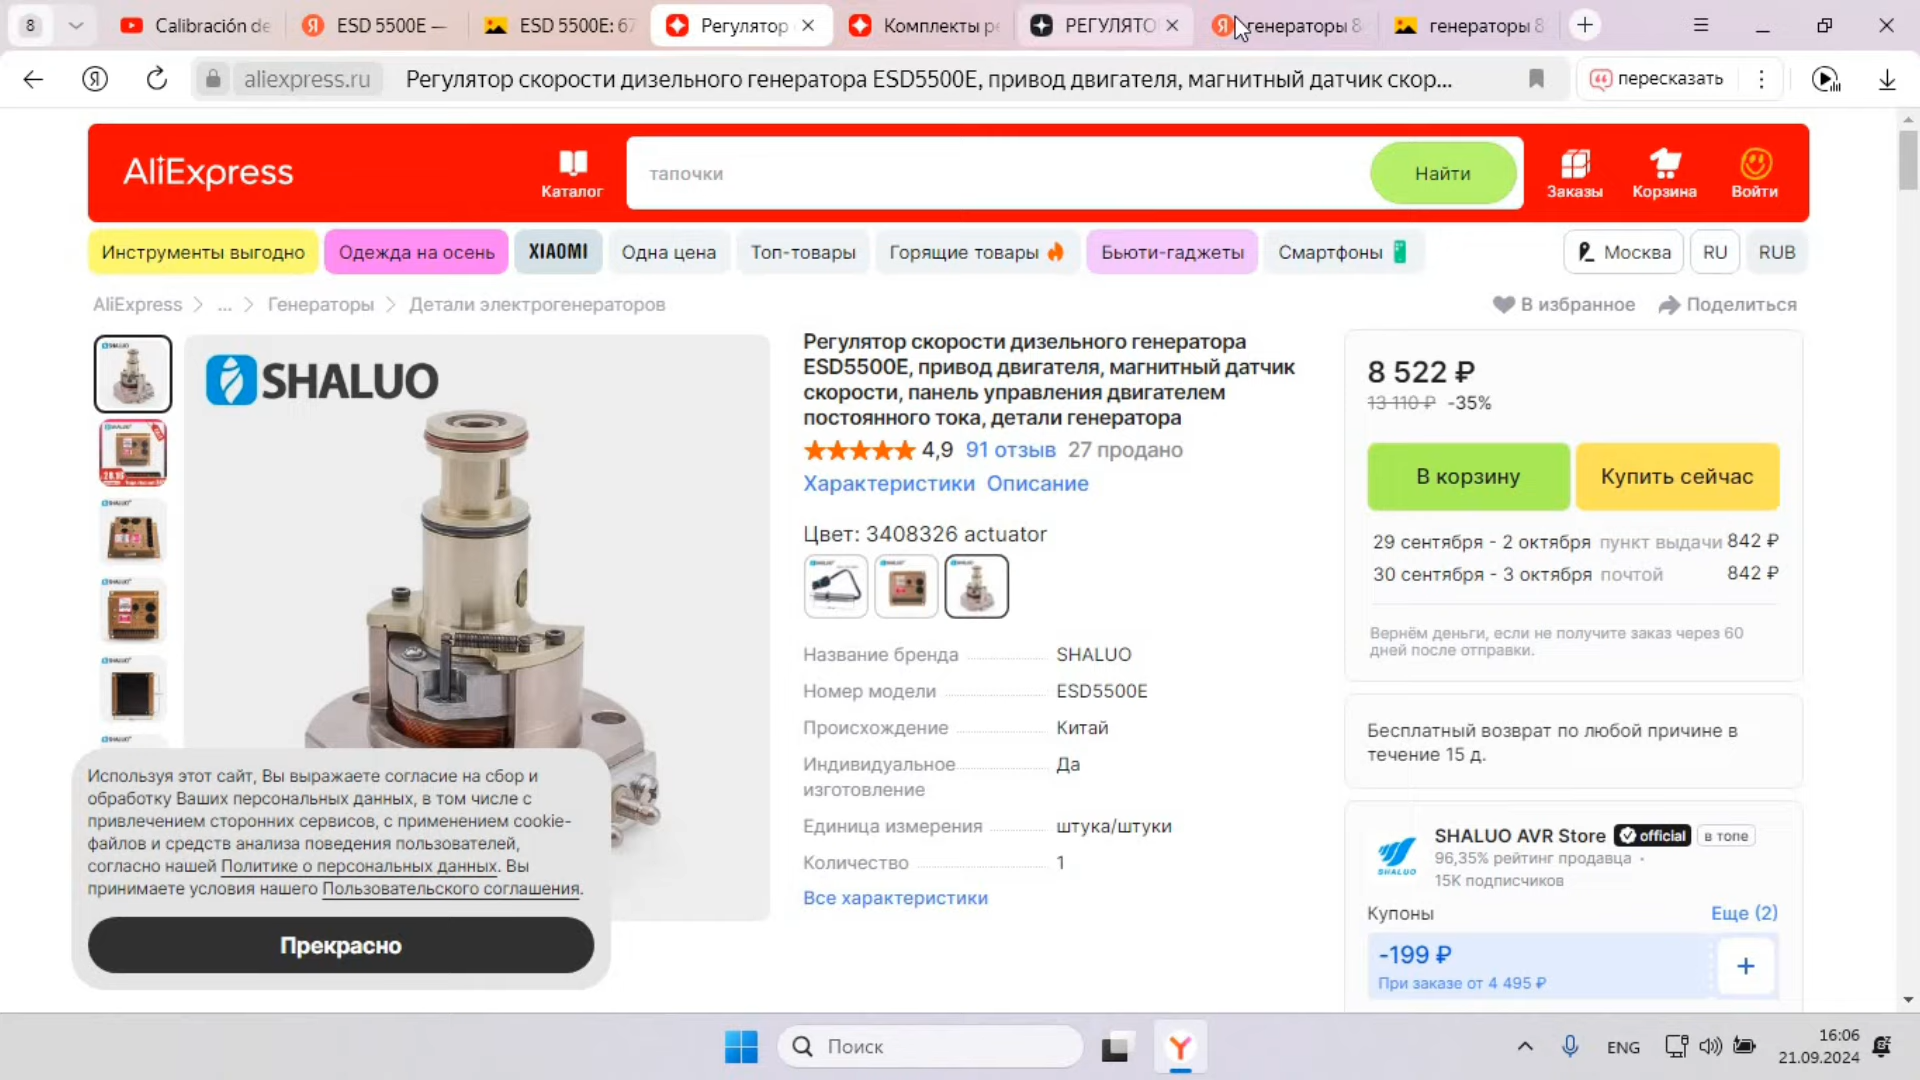 8
Calibración de
ESD 5500E —
ESD 5500E: 67
Регулятор
Комплекты ре
РЕГУЛЯТО
генераторы 8
генераторы 8
aliexpress.ru
Регулятор скорости дизельного генератора ESD5500E, привод двигателя, магнитный датчик скор...
пересказать
AliExpress
Каталог
тапочки
Найти
Заказы
Корзина
Войти
Инструменты выгодно
Одежда на осень
XIAOMI
Одна цена
Топ-товары
Горящие товары
Бьюти-гаджеты
Смартфоны
Москва
RU
RUB
AliExpress > ... > Генераторы > Детали электрогенераторов
В избранное
Поделиться
SHALUO
Регулятор скорости дизельного генератора
ESD5500E, привод двигателя, магнитный датчик
скорости, панель управления двигателем
постоянного тока, детали генератора
4,9 91 отзыв 27 продано
Характеристики Описание
Цвет: 3408326 actuator
Название бренда SHALUO
Номер модели ESD5500E
Происхождение Китай
Индивидуальное Да
изготовление
Единица измерения штука/штуки
Количество 1
Все характеристики
8 522 ₽
13 110 ₽ -35%
В корзину
Купить сейчас
29 сентября - 2 октября пункт выдачи 842 ₽
30 сентября - 3 октября почтой 842 ₽
Вернём деньги, если не получите заказ через 60
дней после отправки.
Бесплатный возврат по любой причине в
течение 15 д.
SHALUO
SHALUO AVR Store official в топе
96,35% рейтинг продавца ·
15K подписчиков
Купоны Еще (2)
-199 ₽
При заказе от 4 495 ₽
+
Используя этот сайт, Вы выражаете согласие на сбор и
обработку Ваших персональных данных, в том числе с
привлечением сторонних сервисов, с применением cookie-
файлов и средств анализа поведения пользователей,
согласно нашей Политике о персональных данных. Вы
принимаете условия нашего Пользовательского соглашения.
Прекрасно
Поиск
ENG
16:06
21.09.2024